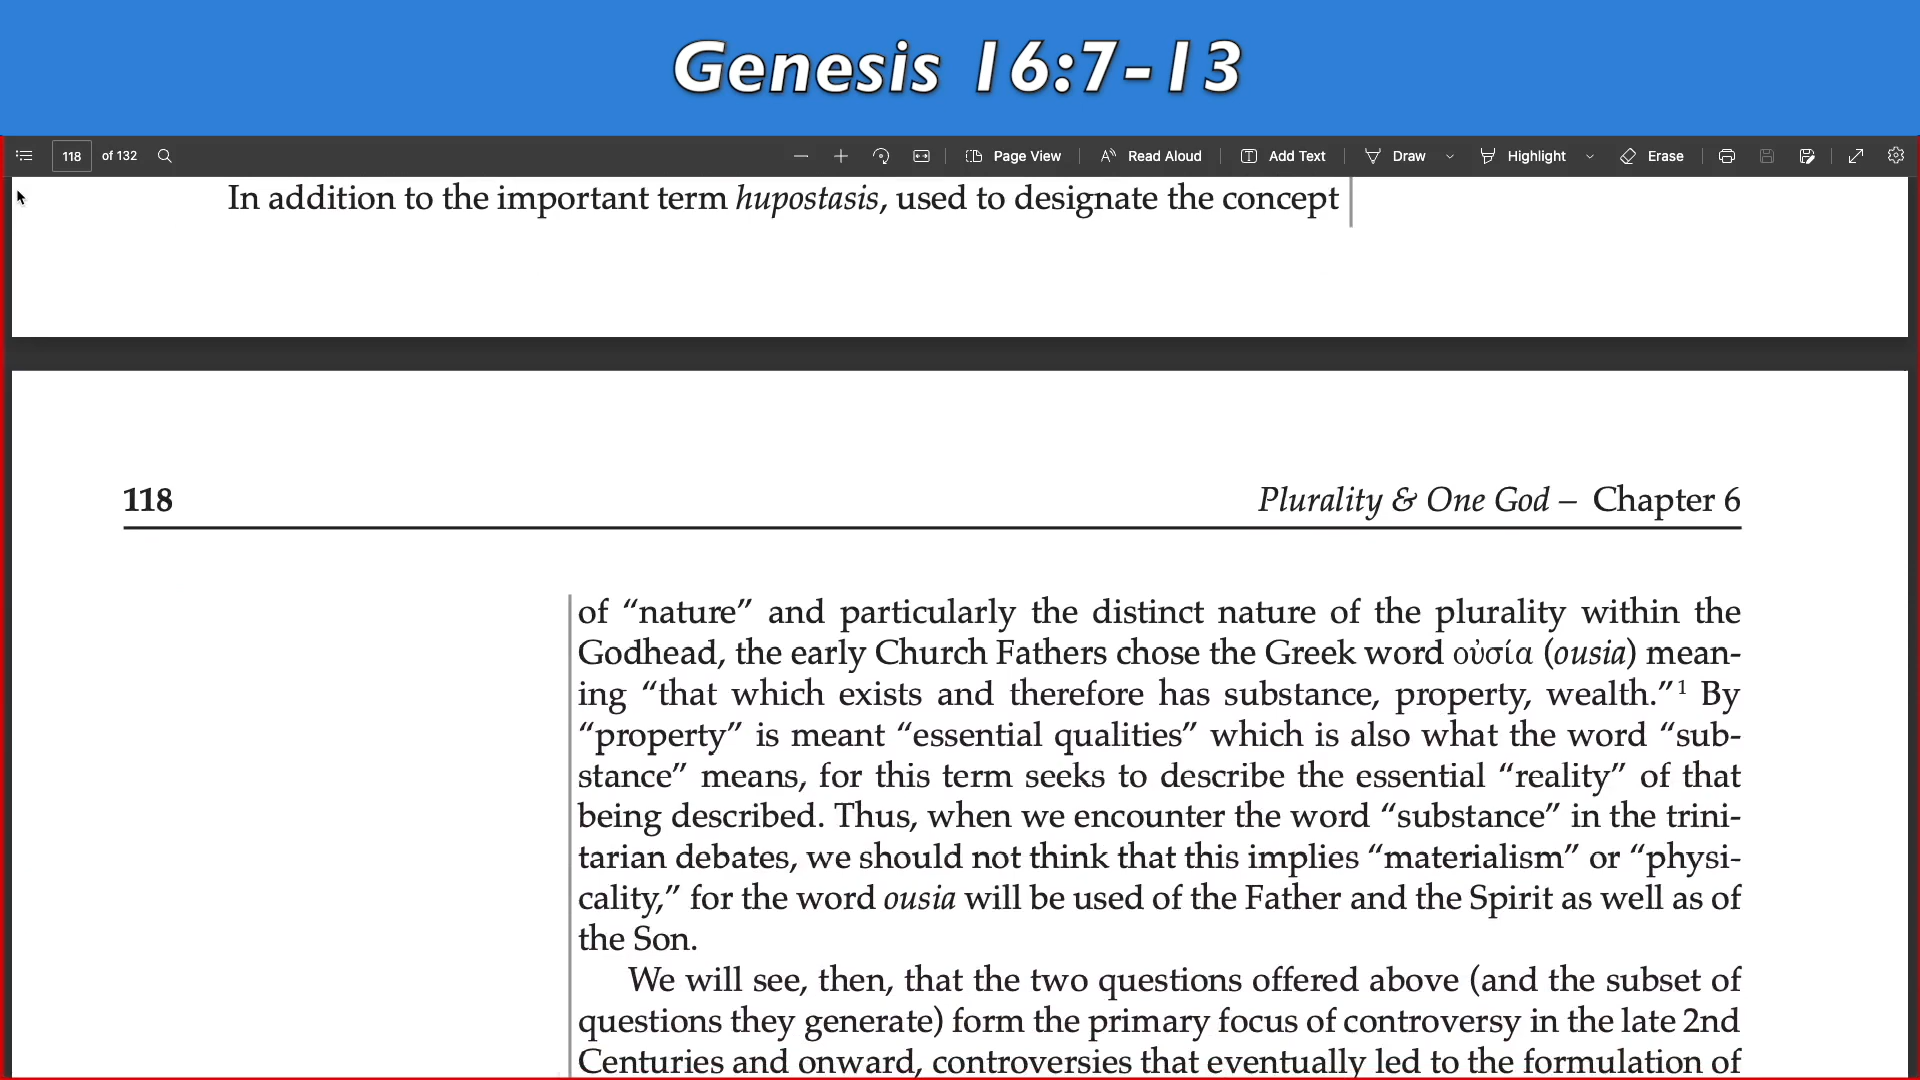 Genesis 16:7-13
118 of 132 Page View Read Aloud Add Text Draw Highlight Erase
In addition to the important term hupostasis, used to designate the concept
118 Plurality & One God – Chapter 6
of “nature” and particularly the distinct nature of the plurality within the
Godhead, the early Church Fathers chose the Greek word οὐσία (ousia) mean-
ing “that which exists and therefore has substance, property, wealth.”1 By
“property” is meant “essential qualities” which is also what the word “sub-
stance” means, for this term seeks to describe the essential “reality” of that
being described. Thus, when we encounter the word “substance” in the trini-
tarian debates, we should not think that this implies “materialism” or “physi-
cality,” for the word ousia will be used of the Father and the Spirit as well as of
the Son.
We will see, then, that the two questions offered above (and the subset of
questions they generate) form the primary focus of controversy in the late 2nd
Centuries and onward, controversies that eventually led to the formulation of